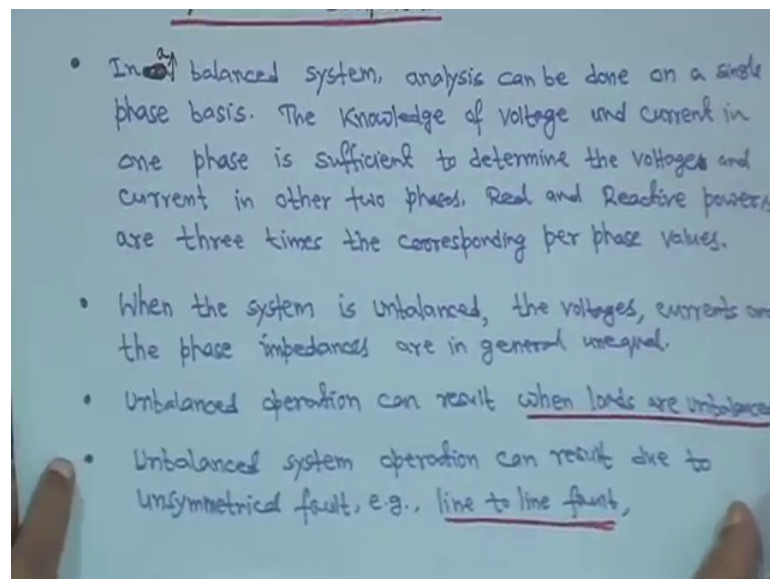 In a balanced system, analysis can be done on a single
phase basis. The Knowledge of voltage and current in
one phase is sufficient to determine the voltages and
current in other two phases. Real and Reactive powers
are three times the corresponding per phase values.
When the system is unbalanced, the voltages, currents and
the phase impedances are in general unequal.
Unbalanced operation can result when loads are unbalanced
Unbalanced system operation can result due to
unsymmetrical fault, e.g., line to line fault,